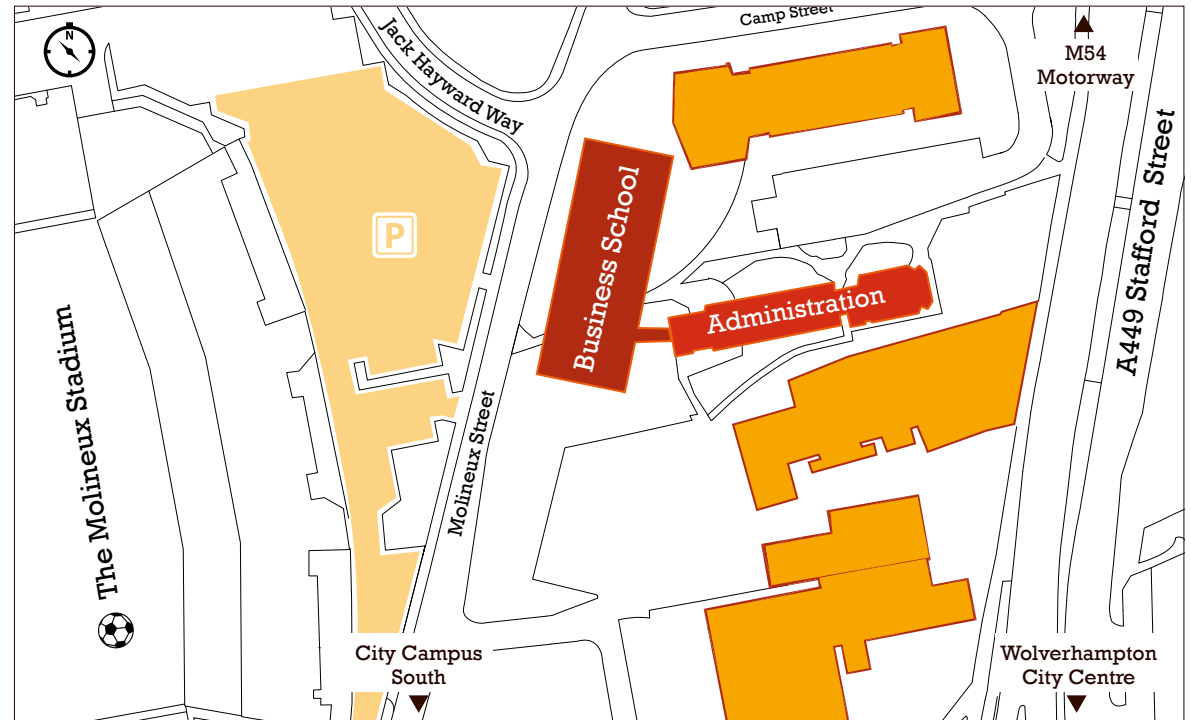 Camp Street
N
Jack Hayward Way
M54
Motorway
A449 Stafford Street
Business School
P
Administration
The Molineux Stadium
Molineux Street
City Campus
South
Wolverhampton
City Centre